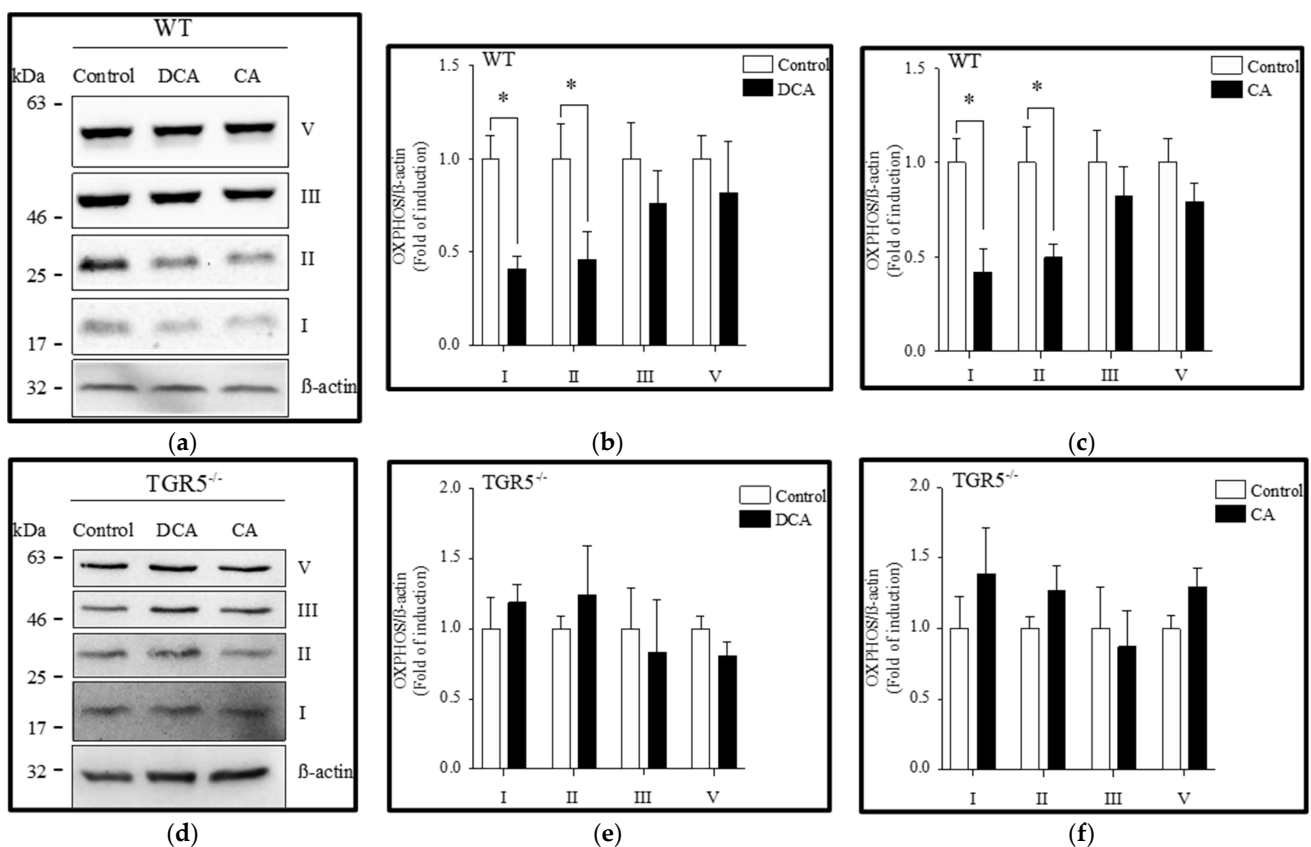 WT
kDa Control DCA CA
63 -
V
III
46 -
II
25 -
I
17 -
32 - ß-actin
(a)
WT
Control
DCA
OXPHOS/ß-actin
(Fold of induction)
1.5
1.0
0.5
0.0
*
*
I II III V
(b)
WT
Control
CA
OXPHOS/ß-actin
(Fold of induction)
1.5
1.0
0.5
0.0
*
*
I II III V
(c)
TGR5-/-
kDa Control DCA CA
63 -
V
III
46 -
II
25 -
I
17 -
32 - ß-actin
(d)
TGR5-/-
Control
DCA
OXPHOS/ß-actin
(Fold of induction)
2.0
1.5
1.0
0.5
0.0
I II III V
(e)
TGR5-/-
Control
CA
OXPHOS/ß-actin
(Fold of induction)
2.0
1.5
1.0
0.5
0.0
I II III V
(f)